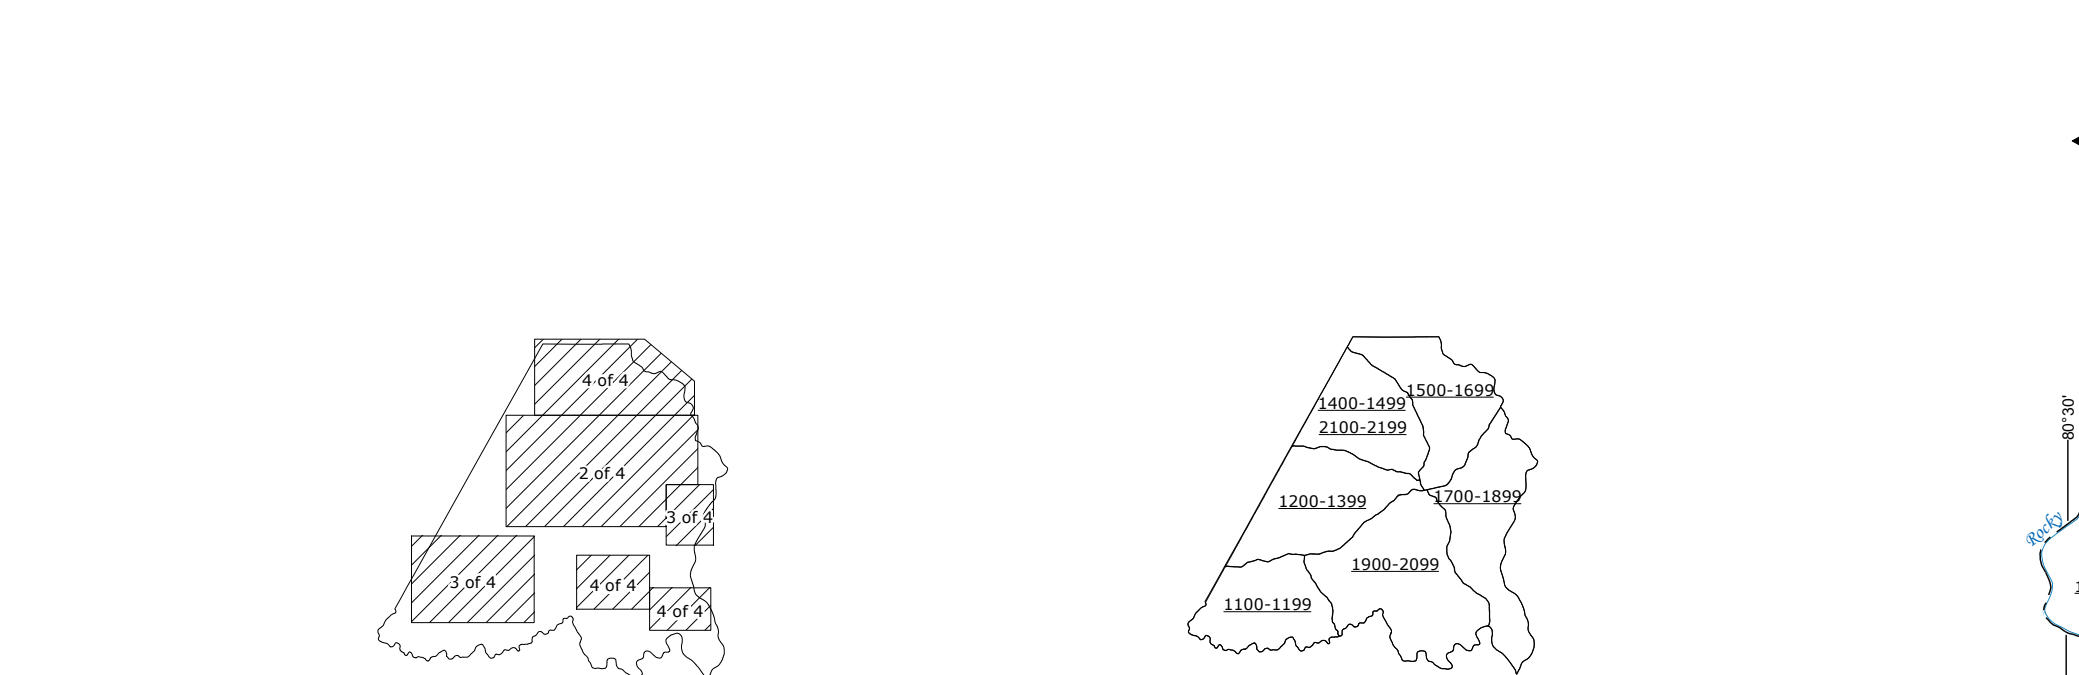 4 of 4
2 of 4
3 of 4
3 of 4
4 of 4
4 of 4
1500-1699
1400-1499
2100-2199
1700-1899
1200-1399
1900-2099
1100-1199
80°30'
Rocky